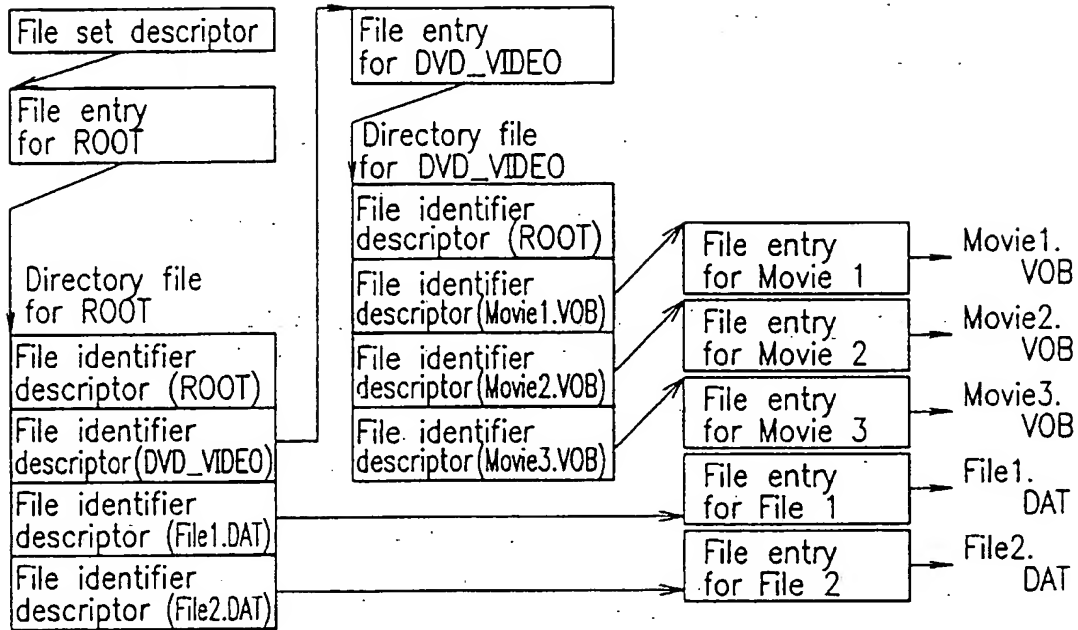 File set descriptor
File entry
for ROOT
Directory file
for ROOT
File identifier
descriptor (ROOT)
File identifier
descriptor(DVD_VIDEO)
File identifier
descriptor (File1.DAT)
File identifier
descriptor (File2.DAT)
File entry
for DVD_VIDEO
Directory file
for DVD_VIDEO
File identifier
descriptor (ROOT)
File identifier
descriptor(Movie1.VOB)
File identifier
descriptor(Movie2.VOB)
File identifier
descriptor(Movie3.VOB)
File entry
for Movie 1
Movie1.
VOB
File entry
for Movie 2
Movie2.
VOB
File entry
for Movie 3
Movie3.
VOB
File entry
for File 1
File1.
DAT
File entry
for File 2
File2.
DAT